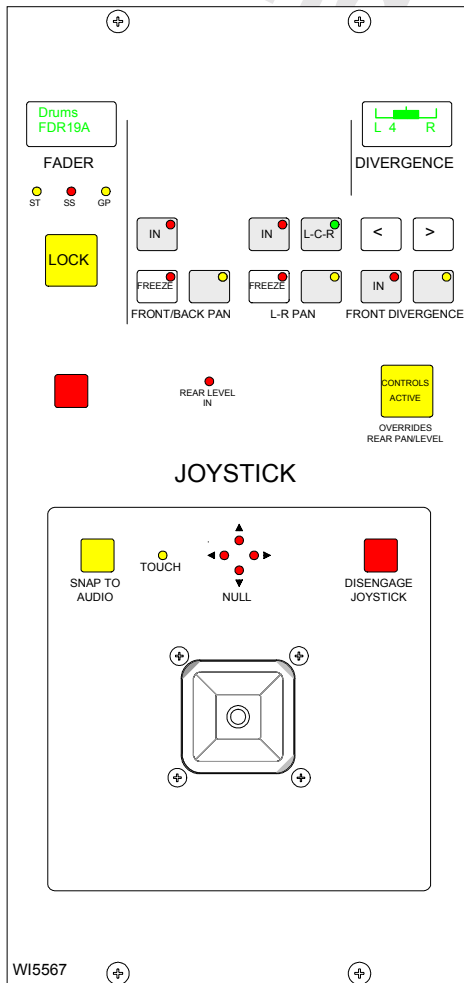 Drums
FDR19A
FADER
L 4 R
DIVERGENCE
ST SS GP
LOCK
IN
IN
L-C-R
< >
FREEZE
FREEZE
IN
FRONT/BACK PAN
L-R PAN
FRONT DIVERGENCE
REAR LEVEL
IN
CONTROLS
ACTIVE
OVERRIDES
REAR PAN/LEVEL
JOYSTICK
SNAP TO
AUDIO
TOUCH
NULL
DISENGAGE
JOYSTICK
WI5567